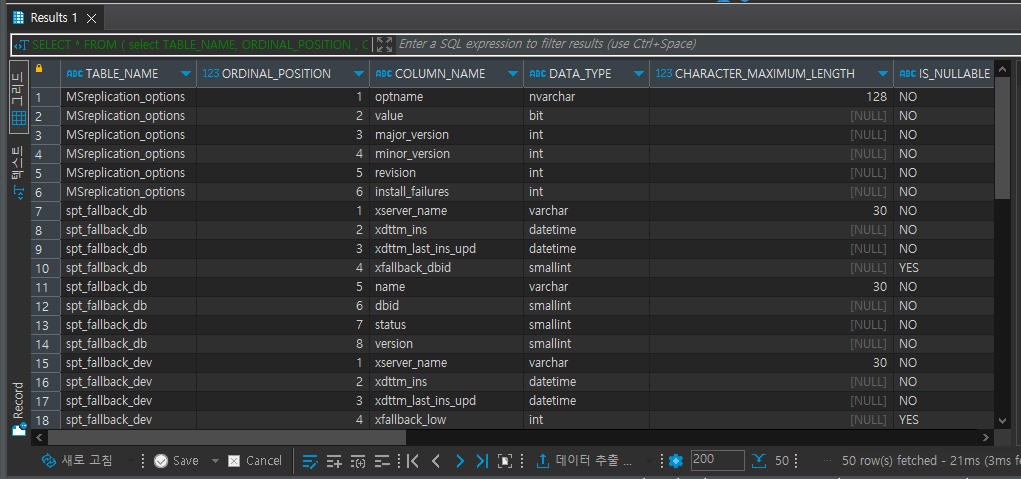 Results 1
SELECT * FROM ( select TABLE_NAME, ORDINAL_POSITION , C Enter a SQL expression to filter results (use Ctrl+Space)
그리드
텍스트
Record
ABC TABLE_NAME 123 ORDINAL_POSITION ABC COLUMN_NAME ABC DATA_TYPE 123 CHARACTER_MAXIMUM_LENGTH ABC IS_NULLABLE
1 MSreplication_options 1 optname nvarchar 128 NO
2 MSreplication_options 2 value bit [NULL] NO
3 MSreplication_options 3 major_version int [NULL] NO
4 MSreplication_options 4 minor_version int [NULL] NO
5 MSreplication_options 5 revision int [NULL] NO
6 MSreplication_options 6 install_failures int [NULL] NO
7 spt_fallback_db 1 xserver_name varchar 30 NO
8 spt_fallback_db 2 xdttm_ins datetime [NULL] NO
9 spt_fallback_db 3 xdttm_last_ins_upd datetime [NULL] NO
10 spt_fallback_db 4 xfallback_dbid smallint [NULL] YES
11 spt_fallback_db 5 name varchar 30 NO
12 spt_fallback_db 6 dbid smallint [NULL] NO
13 spt_fallback_db 7 status smallint [NULL] NO
14 spt_fallback_db 8 version smallint [NULL] NO
15 spt_fallback_dev 1 xserver_name varchar 30 NO
16 spt_fallback_dev 2 xdttm_ins datetime [NULL] NO
17 spt_fallback_dev 3 xdttm_last_ins_upd datetime [NULL] NO
18 spt_fallback_dev 4 xfallback_low int [NULL] YES
새로 고침 Save Cancel 데이터 추출 ... 200 50 50 row(s) fetched - 21ms (3ms fe